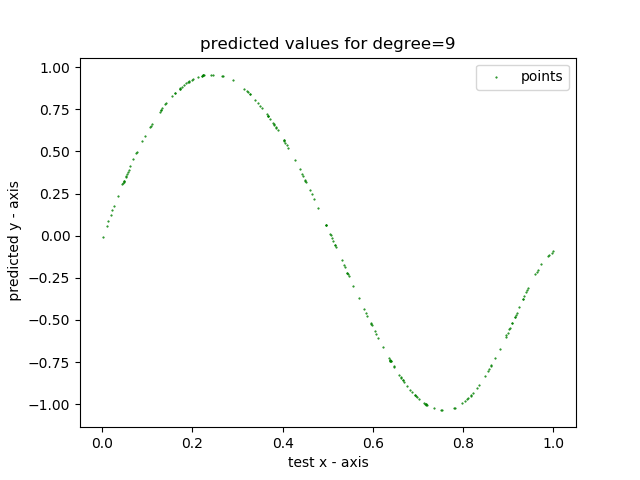 predicted values for degree=9
points
1.00
0.75
0.50
0.25
0.00
−0.25
−0.50
−0.75
−1.00
predicted y - axis
0.0 0.2 0.4 0.6 0.8 1.0
test x - axis